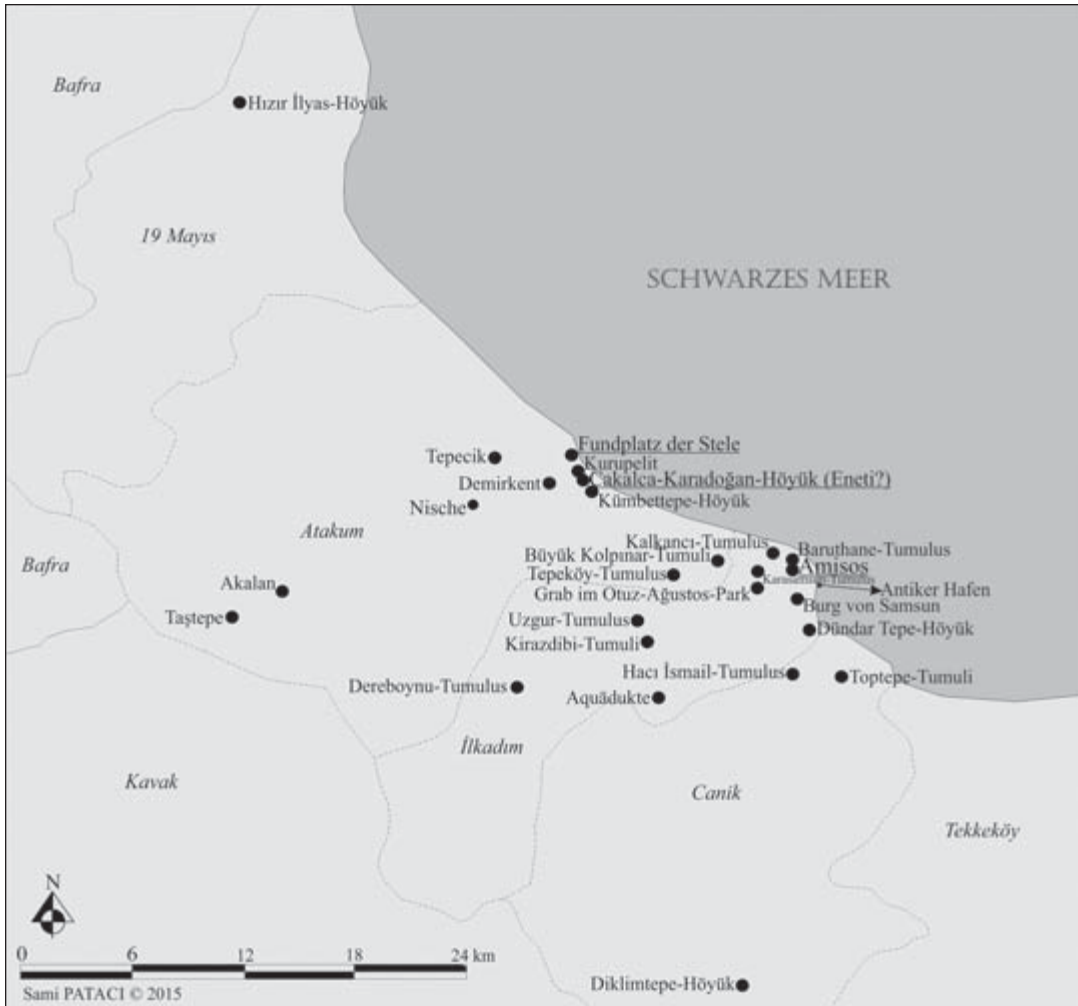 Bafra
Hızır İlyas-Höyük
19 Mayıs
SCHWARZES MEER
Fundplatz der Stele
Tepecik
Kurupelit
Çakalca-Karadoğan-Höyük (Eneti?)
Demirkent
Kümbettepe-Höyük
Nische
Atakum
Kalkancı-Tumulus
Baruthane-Tumulus
Büyük Kolpınar-Tumuli
Amisos
Bafra
Tepeköy-Tumulus
Karasamsun-Tumulus
Akalan
Grab im Otuz-Ağustos-Park
Antiker Hafen
Burg von Samsun
Taştepe
Uzgur-Tumulus
Dündar Tepe-Höyük
Kirazdibi-Tumuli
Hacı İsmail-Tumulus
Toptepe-Tumuli
Dereboynu-Tumulus
Aquädukte
İlkadım
Kavak
Canik
Tekkeköy
N
0 6 12 18 24 km
Diklimtepe-Höyük
Sami PATACI © 2015